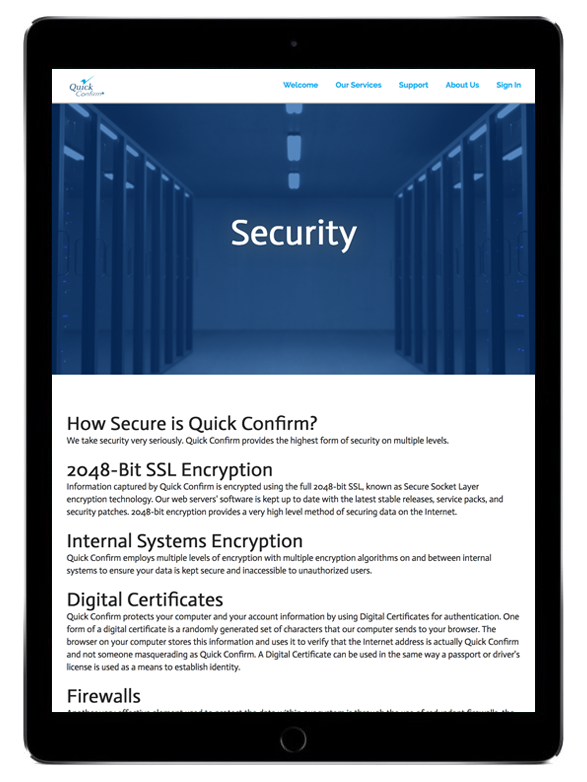 Quick
Confirm
Welcome
Our Services
Support
About Us
Sign In
Security
How Secure is Quick Confirm?
We take security very seriously. Quick Confirm provides the highest form of security on multiple levels.
2048-Bit SSL Encryption
Information captured by Quick Confirm is encrypted using the full 2048-bit SSL, known as Secure Socket Layer
encryption technology. Our web servers' software is kept up to date with the latest stable releases, service packs, and
security patches. 2048-bit encryption provides a very high level method of securing data on the Internet.
Internal Systems Encryption
Quick Confirm employs multiple levels of encryption with multiple encryption algorithms on and between internal
systems to ensure your data is kept secure and inaccessible to unauthorized users.
Digital Certificates
Quick Confirm protects your computer and your account information by using Digital Certificates for authentication. One
form of a digital certificate is a randomly generated set of characters that our computer sends to your browser. The
browser on your computer stores this information and uses it to verify that the Internet address is actually Quick Confirm
and not someone masquerading as Quick Confirm. A Digital Certificate can be used in the same way a passport or driver's
license is used as a means to establish identity.
Firewalls